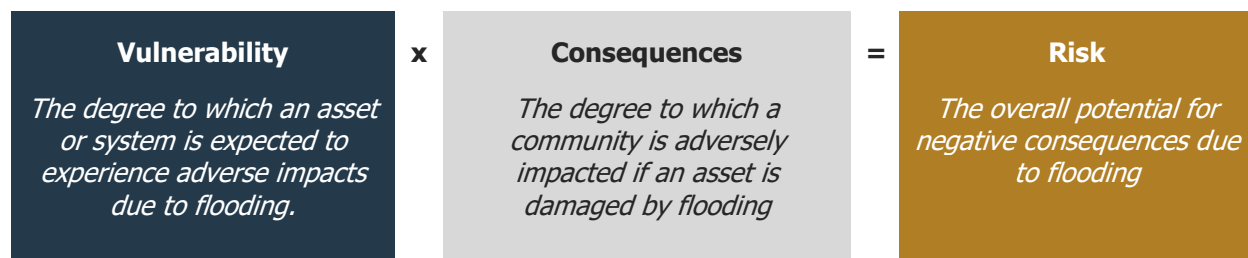 Vulnerability
The degree to which an asset
or system is expected to
experience adverse impacts
due to flooding.
x
Consequences
The degree to which a
community is adversely
impacted if an asset is
damaged by flooding
=
Risk
The overall potential for
negative consequences due
to flooding